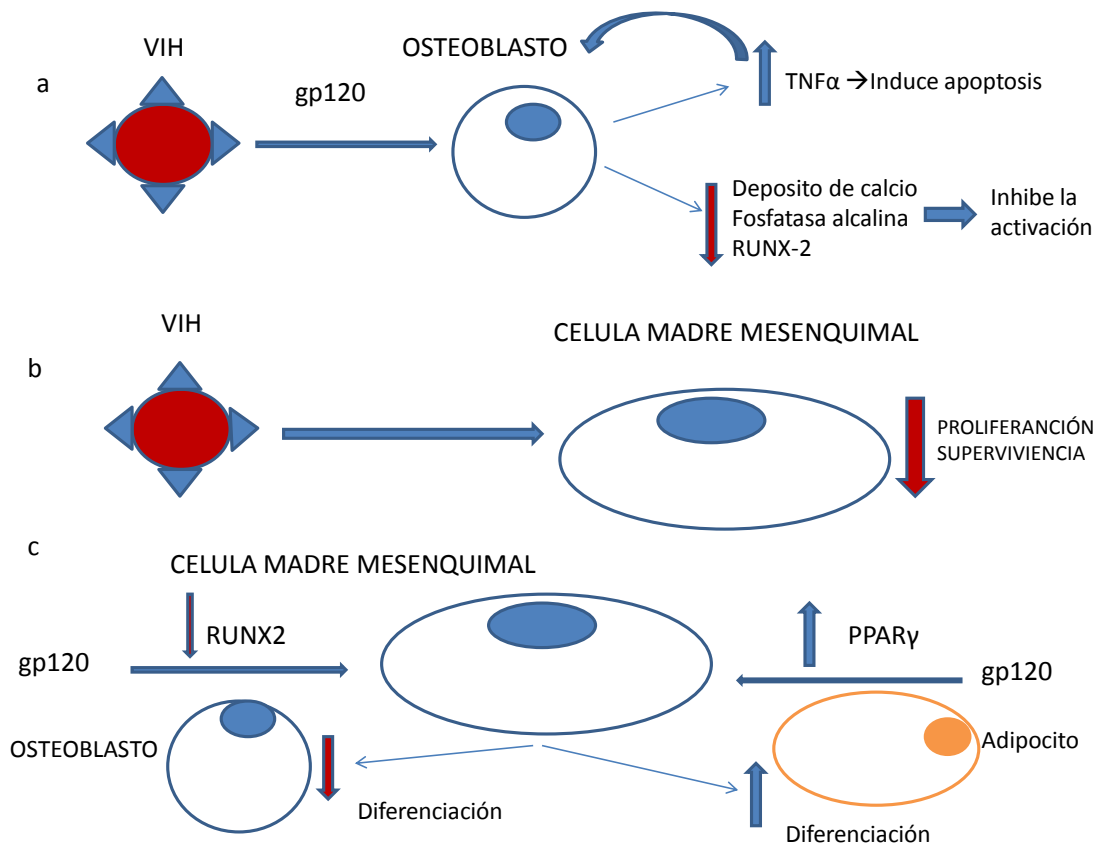 a
VIH
gp120
OSTEOBLASTO
TNFα →Induce apoptosis
Deposito de calcio
Fosfatasa alcalina
RUNX-2
Inhibe la
activación
b
VIH
CELULA MADRE MESENQUIMAL
PROLIFERANCIÓN
SUPERVIVIENCIA
c
CELULA MADRE MESENQUIMAL
RUNX2
gp120
PPARγ
gp120
OSTEOBLASTO
Diferenciación
Adipocito
Diferenciación